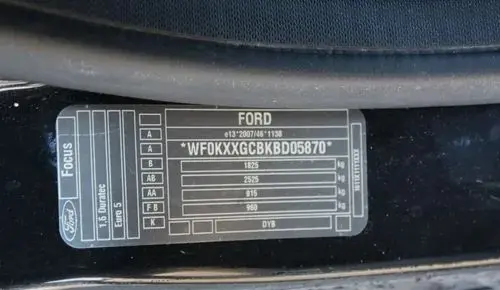 FORD
A e13*2007/46*1138
A *WF0KXXGCBKBD05870*
B 1825 kg
AB 2525 kg
AA 815 kg
F B 960 kg
K DYB
Focus
1,6 Duratec
Euro 5
Ford